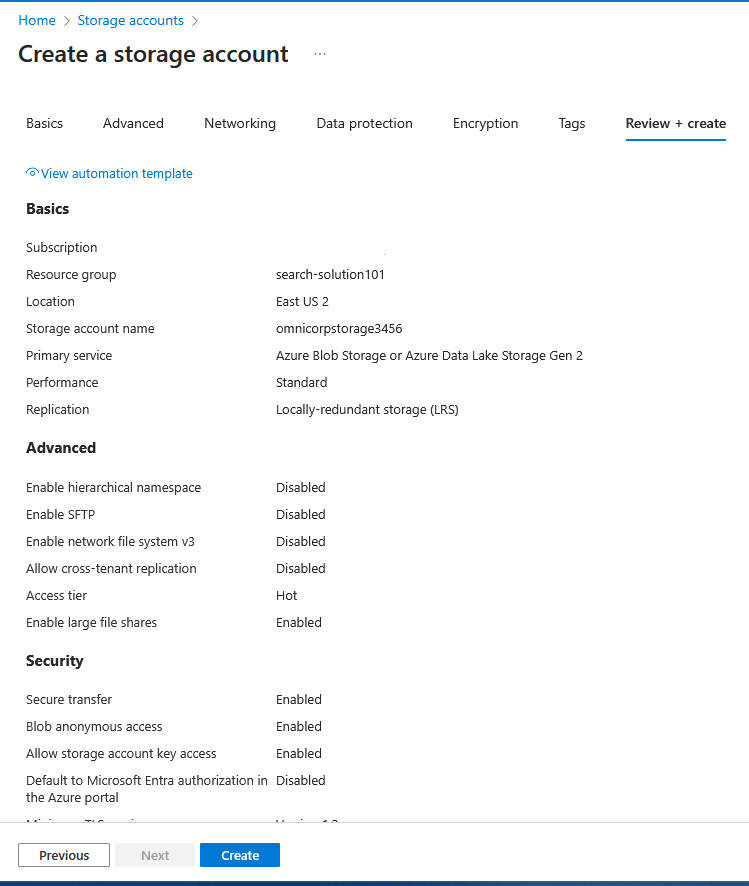 Home > Storage accounts >
Create a storage account ...
Basics Advanced Networking Data protection Encryption Tags Review + create
View automation template
Basics
Subscription
Resource group search-solution101
Location East US 2
Storage account name omnicorpstorage3456
Primary service Azure Blob Storage or Azure Data Lake Storage Gen 2
Performance Standard
Replication Locally-redundant storage (LRS)
Advanced
Enable hierarchical namespace Disabled
Enable SFTP Disabled
Enable network file system v3 Disabled
Allow cross-tenant replication Disabled
Access tier Hot
Enable large file shares Enabled
Security
Secure transfer Enabled
Blob anonymous access Enabled
Allow storage account key access Enabled
Default to Microsoft Entra authorization in Disabled
the Azure portal
Previous Next Create